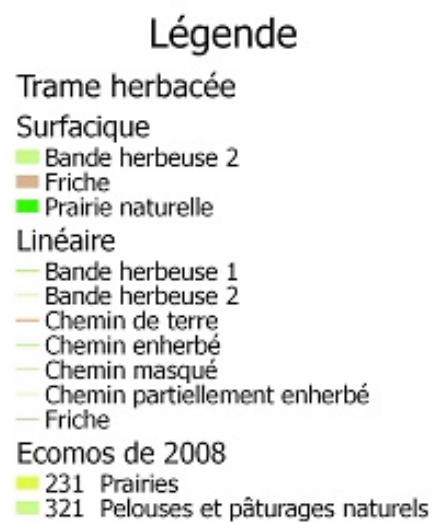 Légende
Trame herbacée
Surfacique
Bande herbeuse 2
Friche
Prairie naturelle
Linéaire
Bande herbeuse 1
Bande herbeuse 2
Chemin de terre
Chemin enherbé
Chemin masqué
Chemin partiellement enherbé
Friche
Ecomos de 2008
231 Prairies
321 Pelouses et pâturages naturels